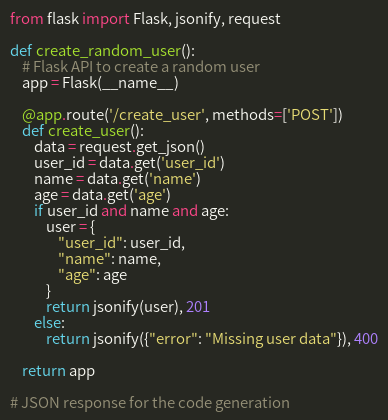 from flask import Flask, jsonify, request

def create_random_user():
    # Flask API to create a random user
    app = Flask(__name__)

    @app.route('/create_user', methods=['POST'])
    def create_user():
        data = request.get_json()
        user_id = data.get('user_id')
        name = data.get('name')
        age = data.get('age')
        if user_id and name and age:
            user = {
                "user_id": user_id,
                "name": name,
                "age": age
            }
            return jsonify(user), 201
        else:
            return jsonify({"error": "Missing user data"}), 400

    return app

# JSON response for the code generation